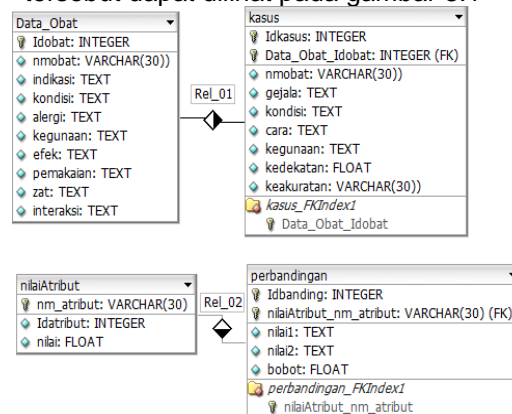 tersebut dapat dilihat pada gambar
Data_Obat
Idobat: INTEGER
nmobat: VARCHAR(30))
indikasi: TEXT
kondisi: TEXT
alergi: TEXT
kegunaan: TEXT
efek: TEXT
pemakaian: TEXT
zat: TEXT
interaksi: TEXT
Rel_01
kasus
Idkasus: INTEGER
Data_Obat_Idobat: INTEGER (FK)
nmobat: VARCHAR(30))
gejala: TEXT
kondisi: TEXT
cara: TEXT
kegunaan: TEXT
kedekatan: FLOAT
keakuratan: VARCHAR(30))
kasus_FKIndex1
Data_Obat_Idobat
nilaiAtribut
nm_atribut: VARCHAR(30)
Idatribut: INTEGER
nilai: FLOAT
Rel_02
perbandingan
Idbanding: INTEGER
nilaiAtribut_nm_atribut: VARCHAR(30) (FK)
nilai1: TEXT
nilai2: TEXT
bobot: FLOAT
perbandingan_FKIndex1
nilaiAtribut_nm_atribut